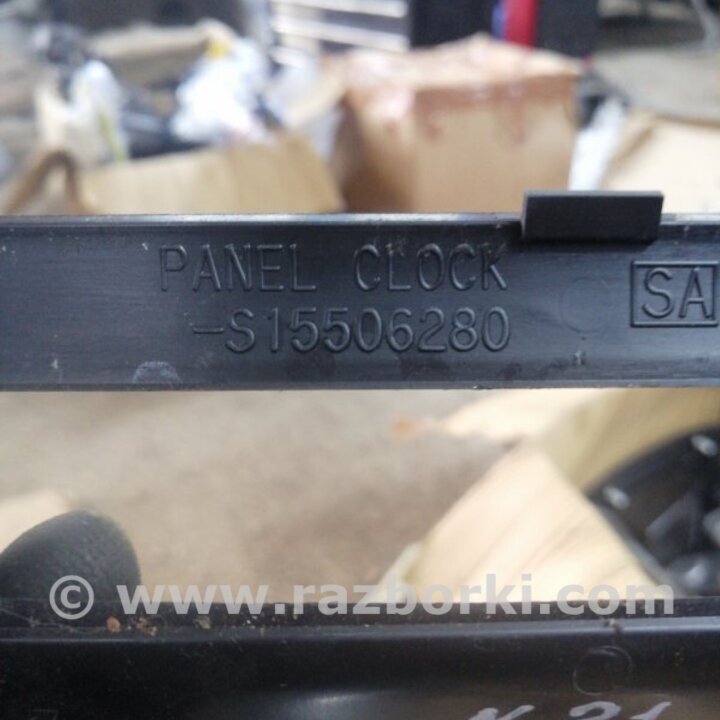 PANEL CLOCK
-S15506280
SA
© www.razborki.com